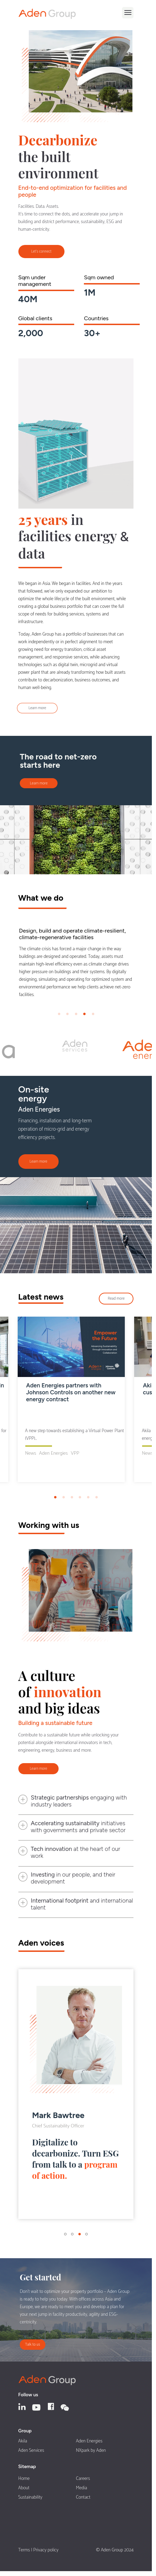 Aden Group
Decarbonize
the built
environment
End-to-end optimization for facilities and
people
Facilities. Data. Assets.
It's time to connect the dots, and accelerate your jump in
building and district performance, sustainability, ESG and
human-centricity.
Sqm under
management
Sqm owned
40M
1M
Global clients
Countries
2,000
30+
25 years in
facilities energy &
data
We began in Asia. We began in facilities. And in the years
that followed, we've only expanded our ambition to
optimize the whole lifecycle of the built environment, while
creating a global business portfolio that can cover the full
scope of needs for building services, systems and
infrastructure.
Today, Aden Group has a portfolio of businesses that can
work independently or in perfect alignment to meet
growing need for energy transition, critical asset
management, and responsive services, while advancing
technologies such as digital twin, microgrid and virtual
power plant that are already transforming how built assets
contribute to decarbonization, business operations, and
human well-being.
Learn more
The road to net-zero
starts here
Learn more
What we do
Design, build and operate climate-resilient,
climate-regenerative facilities
The climate crisis has forced a major change in the way
buildings are designed and operated. Today, assets even
much high-level efficiency even as climate change drives
higher pressure on buildings and their systems. By digitally
designing, simulating and operating, we are optimizing for
sustainability and performance we help clients achieve net-zero
facilities.
Aden
SERVICES
Aden
energies
On-site
energy
Aden Energies
Financing, installation and long-term
operation of micro-grid and energy
efficiency projects.
Learn more
Latest news
Read more
Empower
the Future
Aden Energies partners with
Johnson Controls on another new
energy contract
A new step towards establishing a Virtual Power Plant
(VPP).
News, Aden Energies, VPP
Working with us
A culture
of innovation
and big ideas
Building a sustainable future
Contribute to a sustainable future while unlocking your
potential alongside international innovators in tech,
engineering, energy, business and more.
Learn more
Strategic partnerships engaging with
industry leaders
Accelerating sustainability initiatives
with governments and private sector
Tech innovation at the heart of our
work
Investing in our people, and their
development
International footprint and international
talent
Aden voices
Mark Bawtree
Chief Sustainability Officer
Digitalize to
decarbonize. Turn ESG
from talk to a program
of action.
Get started
Don't wait to optimize your property portfolio – Aden Group
is ready to help you today. With offices across Asia and
Europe, we are ready to meet you and develop a plan for
your next jump in facility productivity, agility and ESG-
centricity.
Talk to us
Aden Group
Follow us
Group
Akila
Aden Energies
Aden Services
NXpark by Aden
Sitemap
Home
Careers
About
Media
Sustainability
Contact
Terms | Privacy policy
© Aden Group 2024